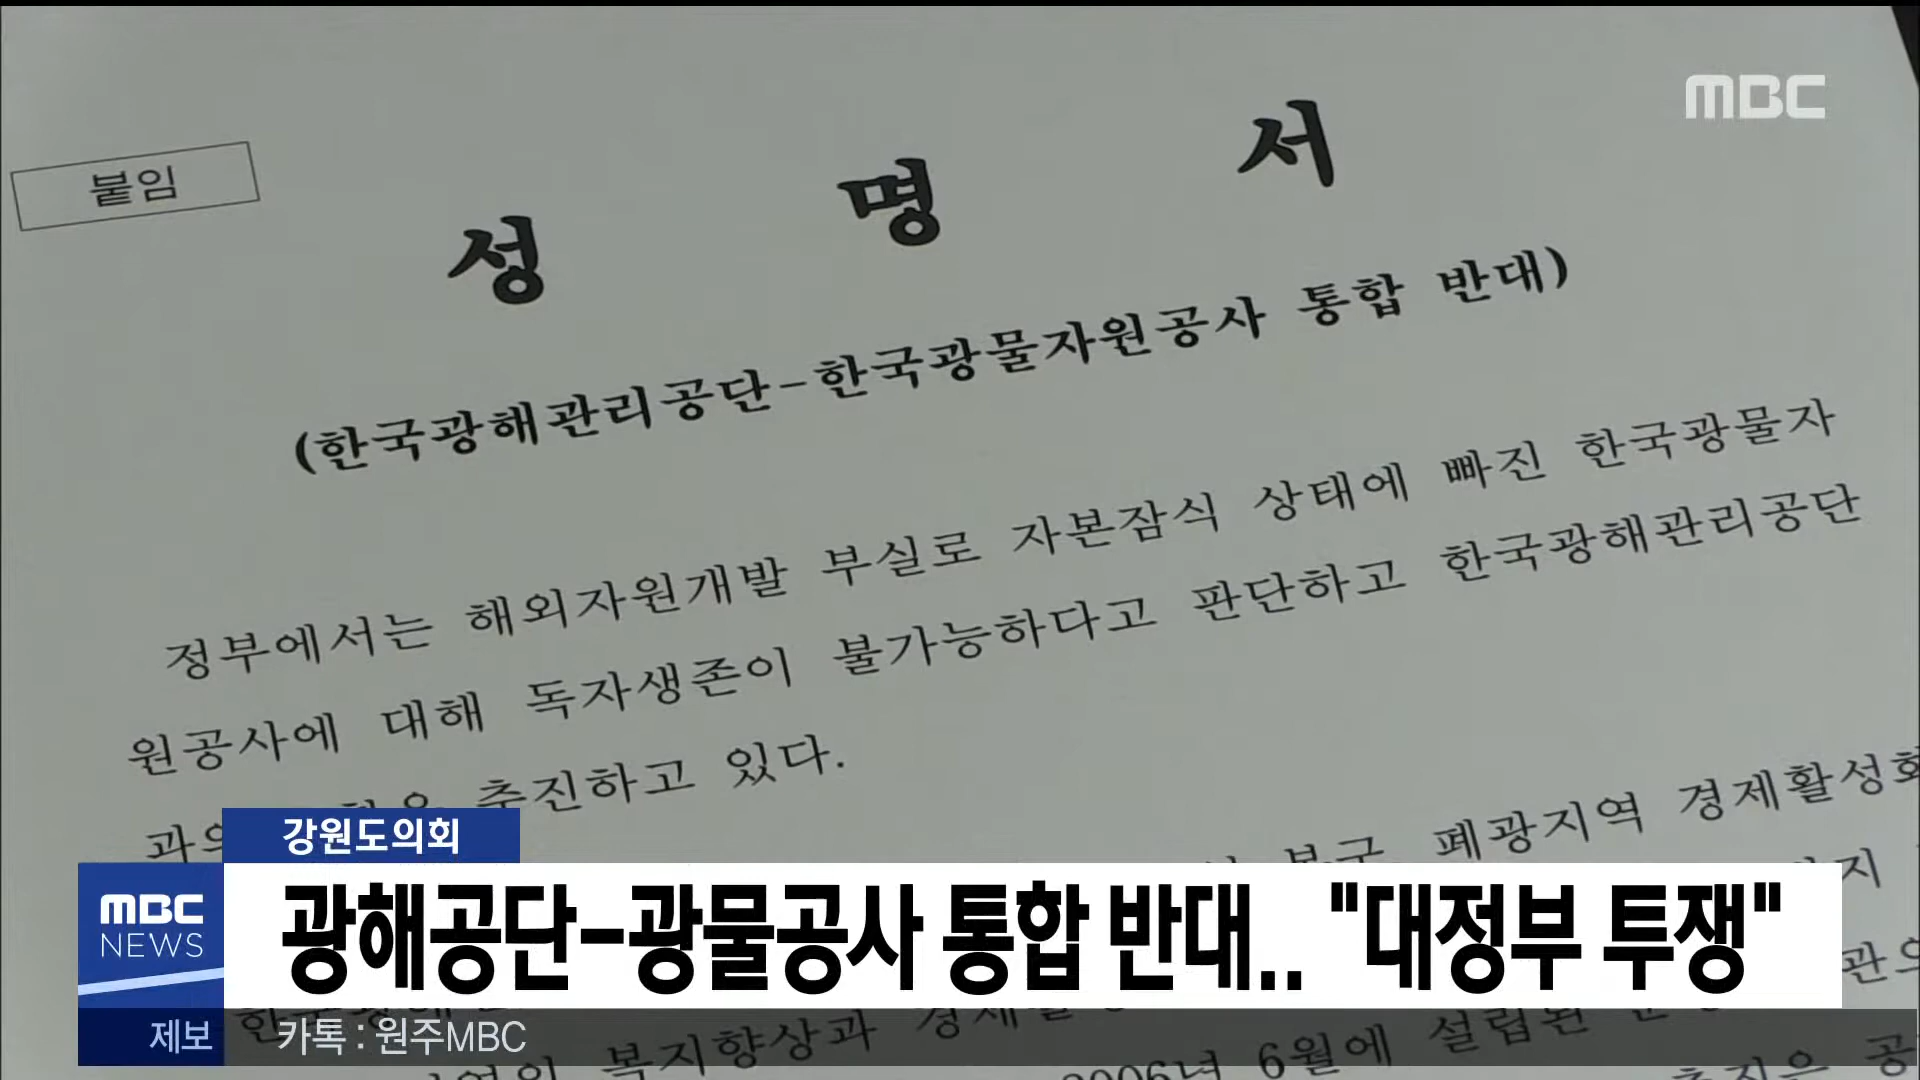 MBC
붙임
성 명 서
(한국광해관리공단-한국광물자원공사 통합 반대)
정부에서는 해외자원개발 부실로 자본잠식 상태에 빠진 한국광물자
원공사에 대해 독자생존이 불가능하다고 판단하고 한국광해관리공단
추진하고 있다.
폐광지역 경제활성화
강원도의회
MBC NEWS
광해공단-광물공사 통합 반대.. "대정부 투쟁"
제보 카톡 : 원주MBC
복지향상과
2006년 6월에 설립된